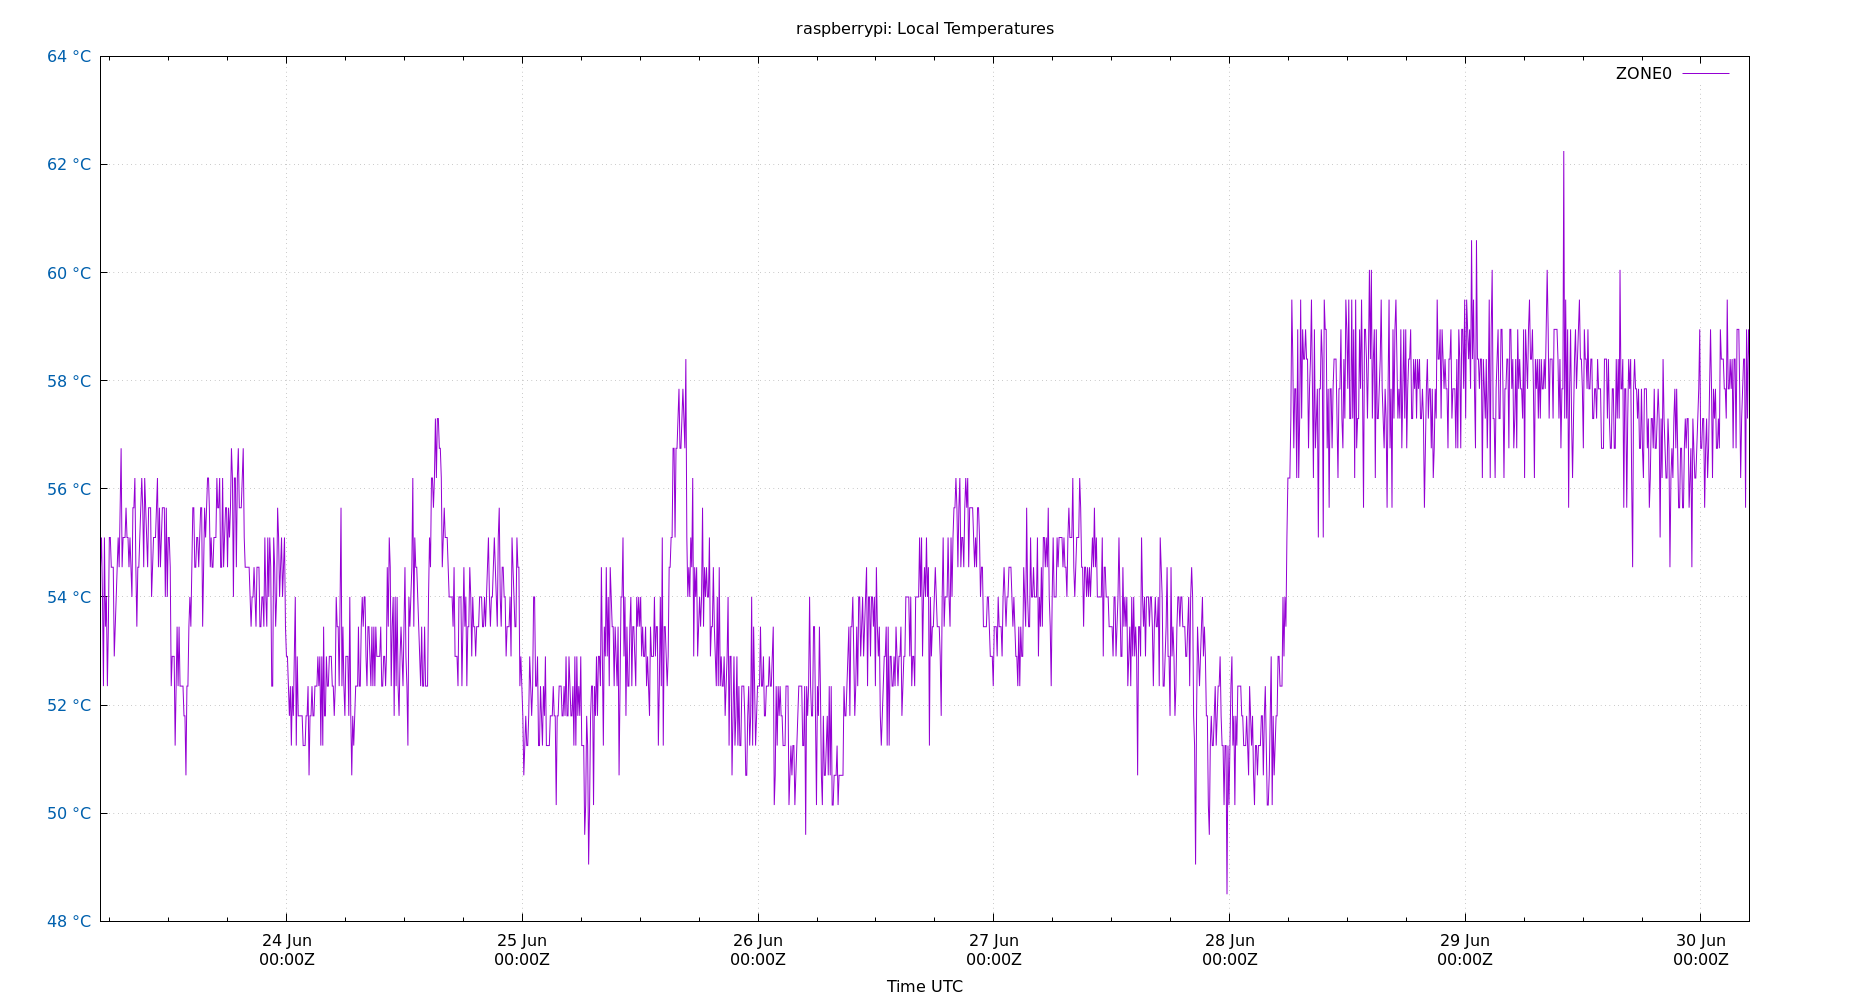 raspberrypi: Local Temperatures
64 °C
ZONE0
62 °C
60 °C
58 °C
56 °C
54 °C
52 °C
50 °C
48 °C
24 Jun 25 Jun 26 Jun 27 Jun 28 Jun 29 Jun 30 Jun
00:00Z 00:00Z 00:00Z 00:00Z 00:00Z 00:00Z 00:00Z
Time UTC